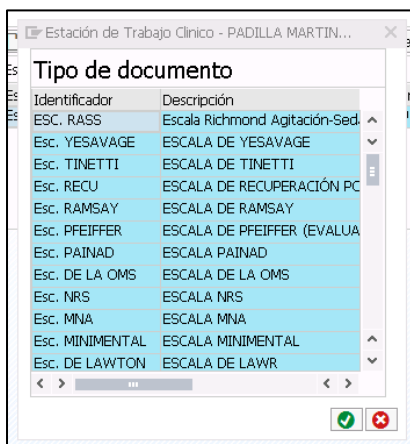 Estación de Trabajo Clinico - PADILLA MARTIN...
Tipo de documento
Identificador Descripción
ESC. RASS Escala Richmond Agitación-Sed
Esc. YESAVAGE ESCALA DE YESAVAGE
Esc. TINETTI ESCALA DE TINETTI
Esc. RECU ESCALA DE RECUPERACIÓN PC
Esc. RAMSAY ESCALA DE RAMSAY
Esc. PFEIFFER ESCALA DE PFEIFFER (EVALUA
Esc. PAINAD ESCALA PAINAD
Esc. DE LA OMS ESCALA DE LA OMS
Esc. NRS ESCALA NRS
Esc. MNA ESCALA MNA
Esc. MINIMENTAL ESCALA MINIMENTAL
Esc. DE LAWTON ESCALA DE LAWR